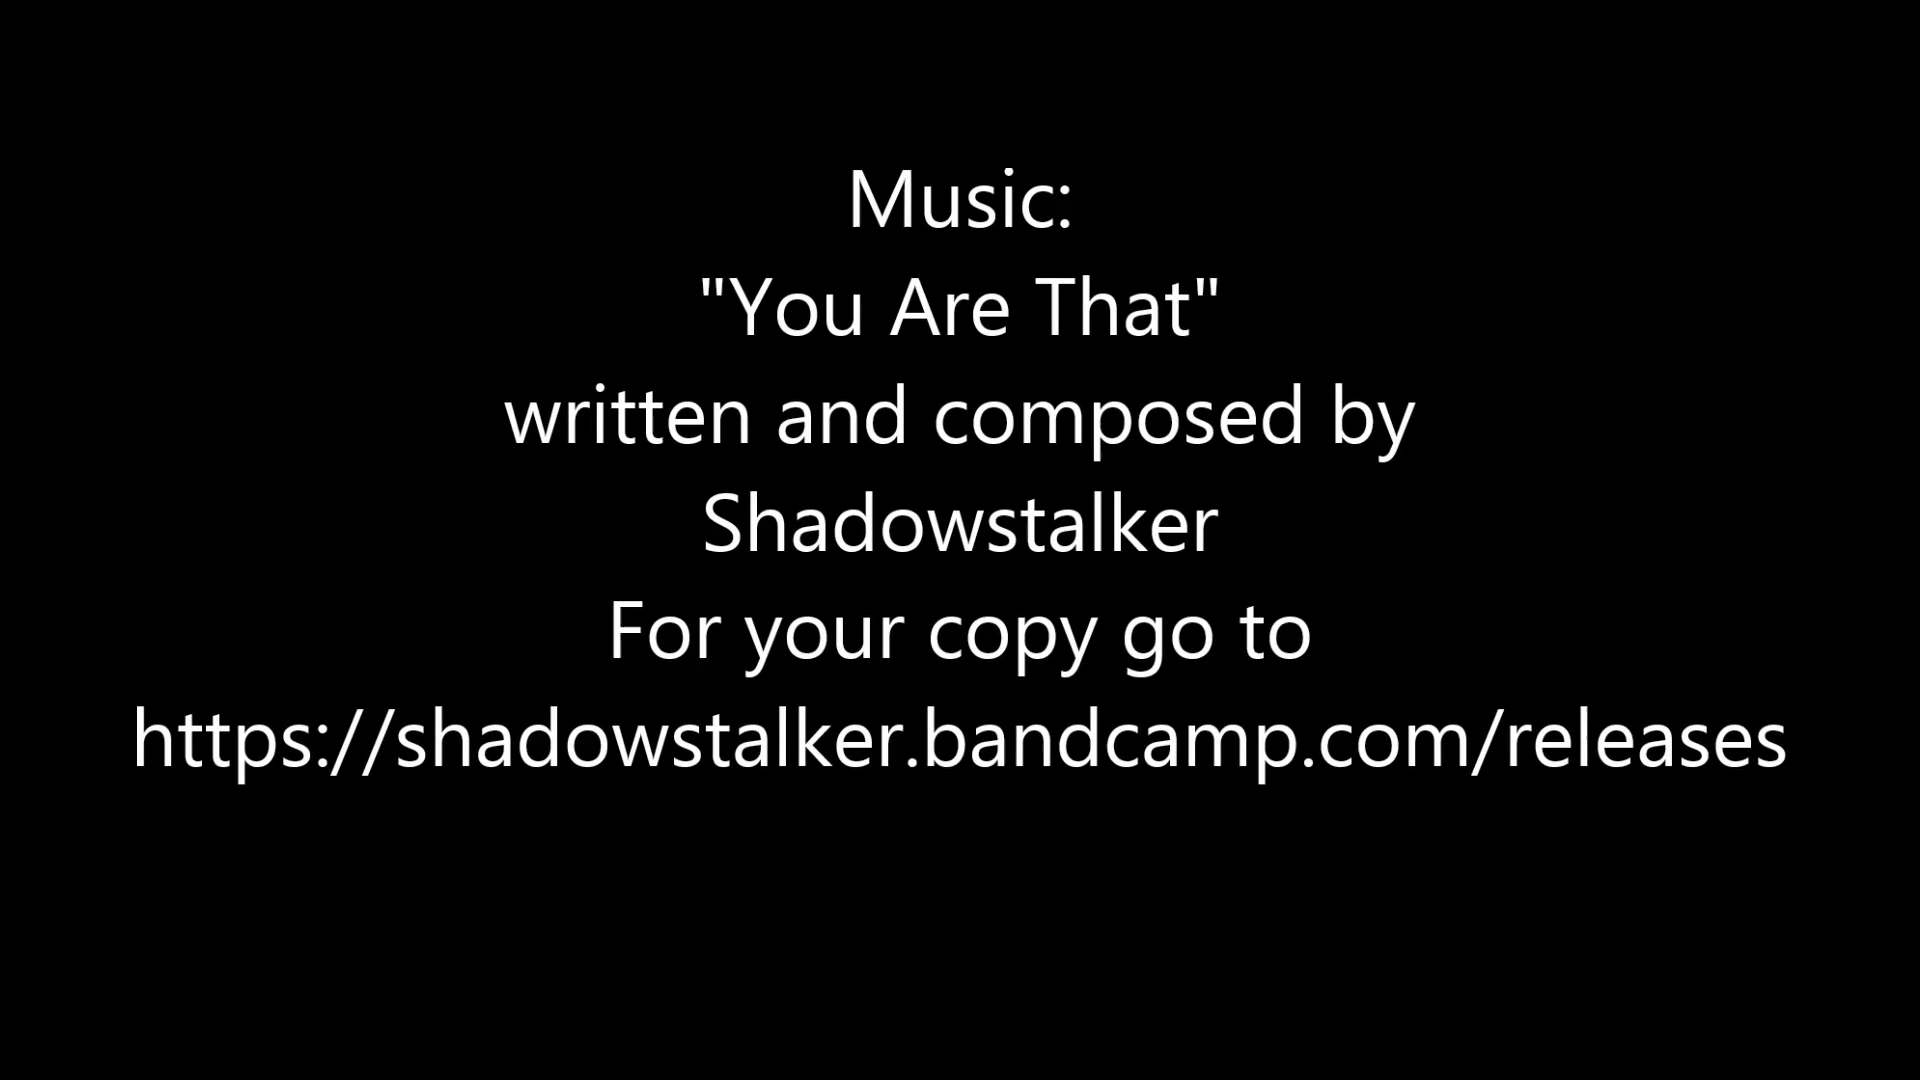 Music:
"You Are That"
written and composed by
Shadowstalker
For your copy go to
https://shadowstalker.bandcamp.com/releases